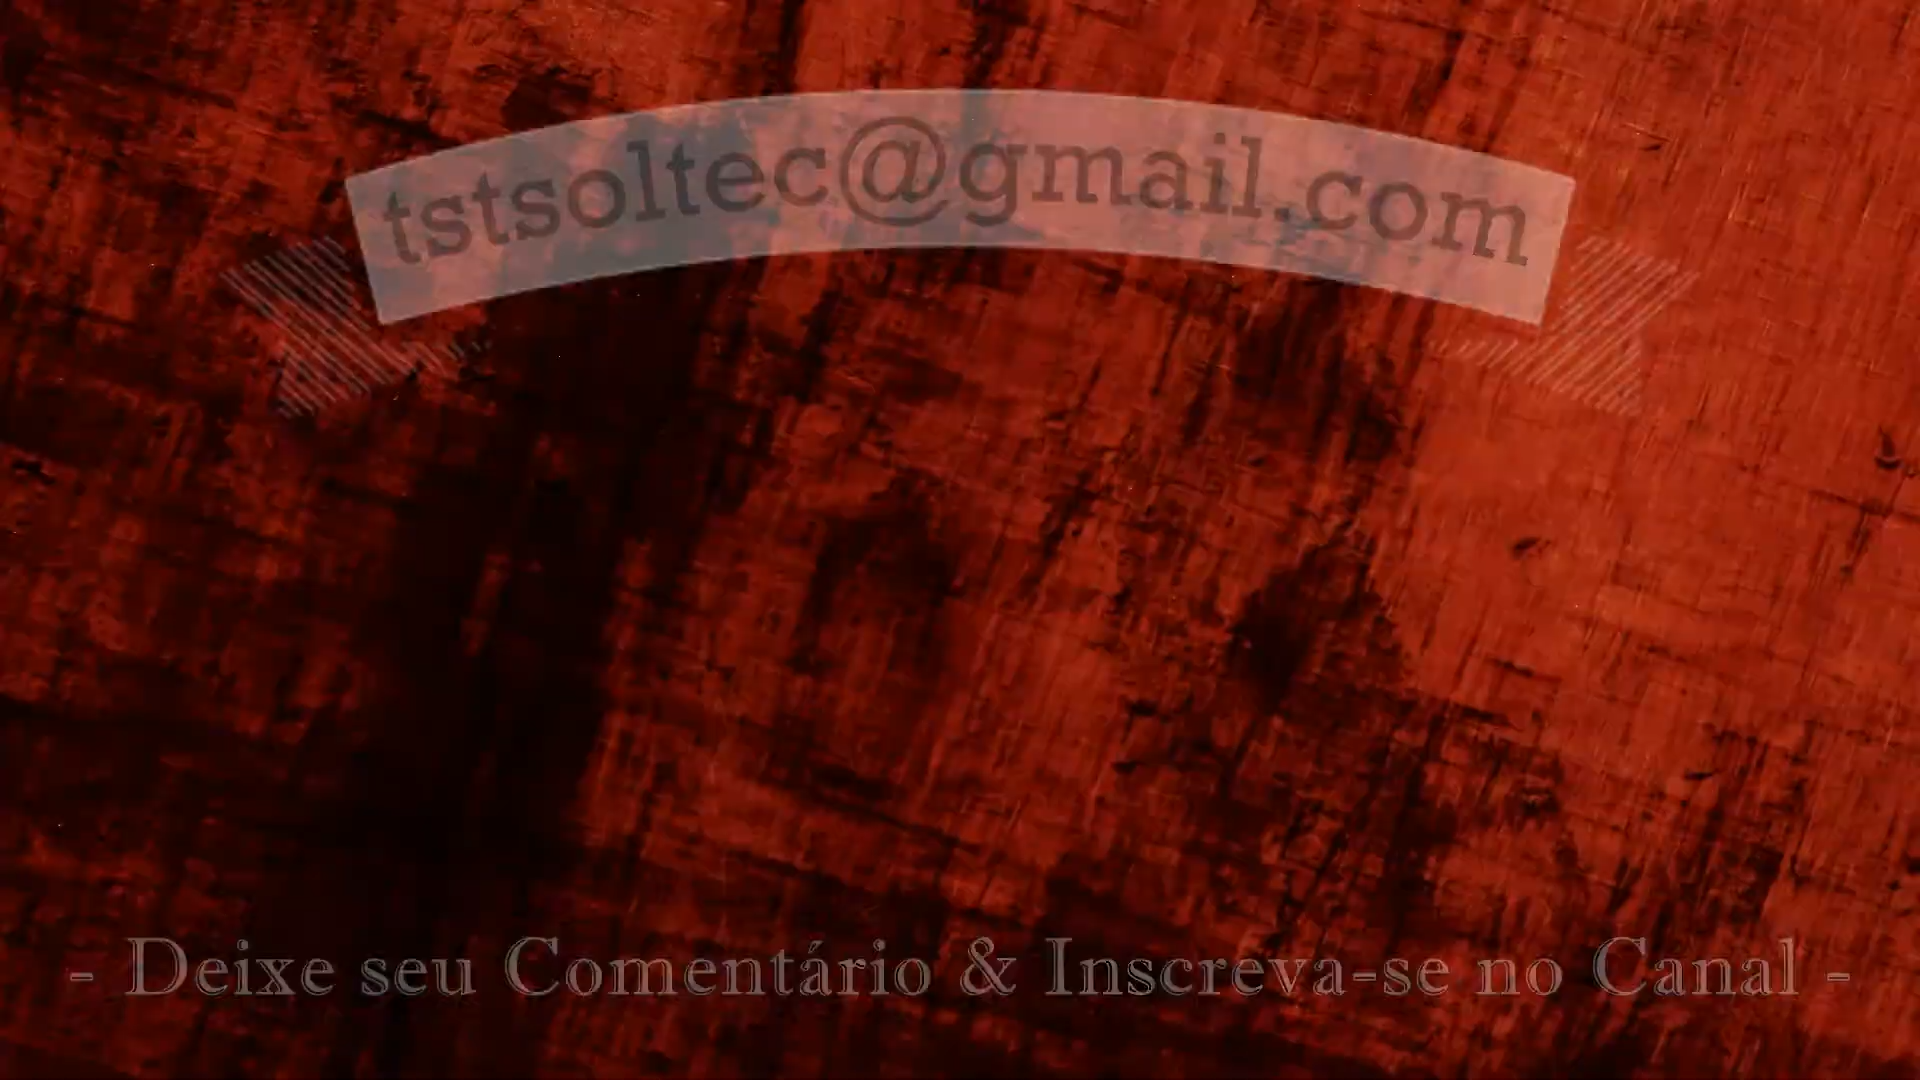 tstsoltec@gmail.com
- Deixe seu Comentário & Inscreva-se no Canal -